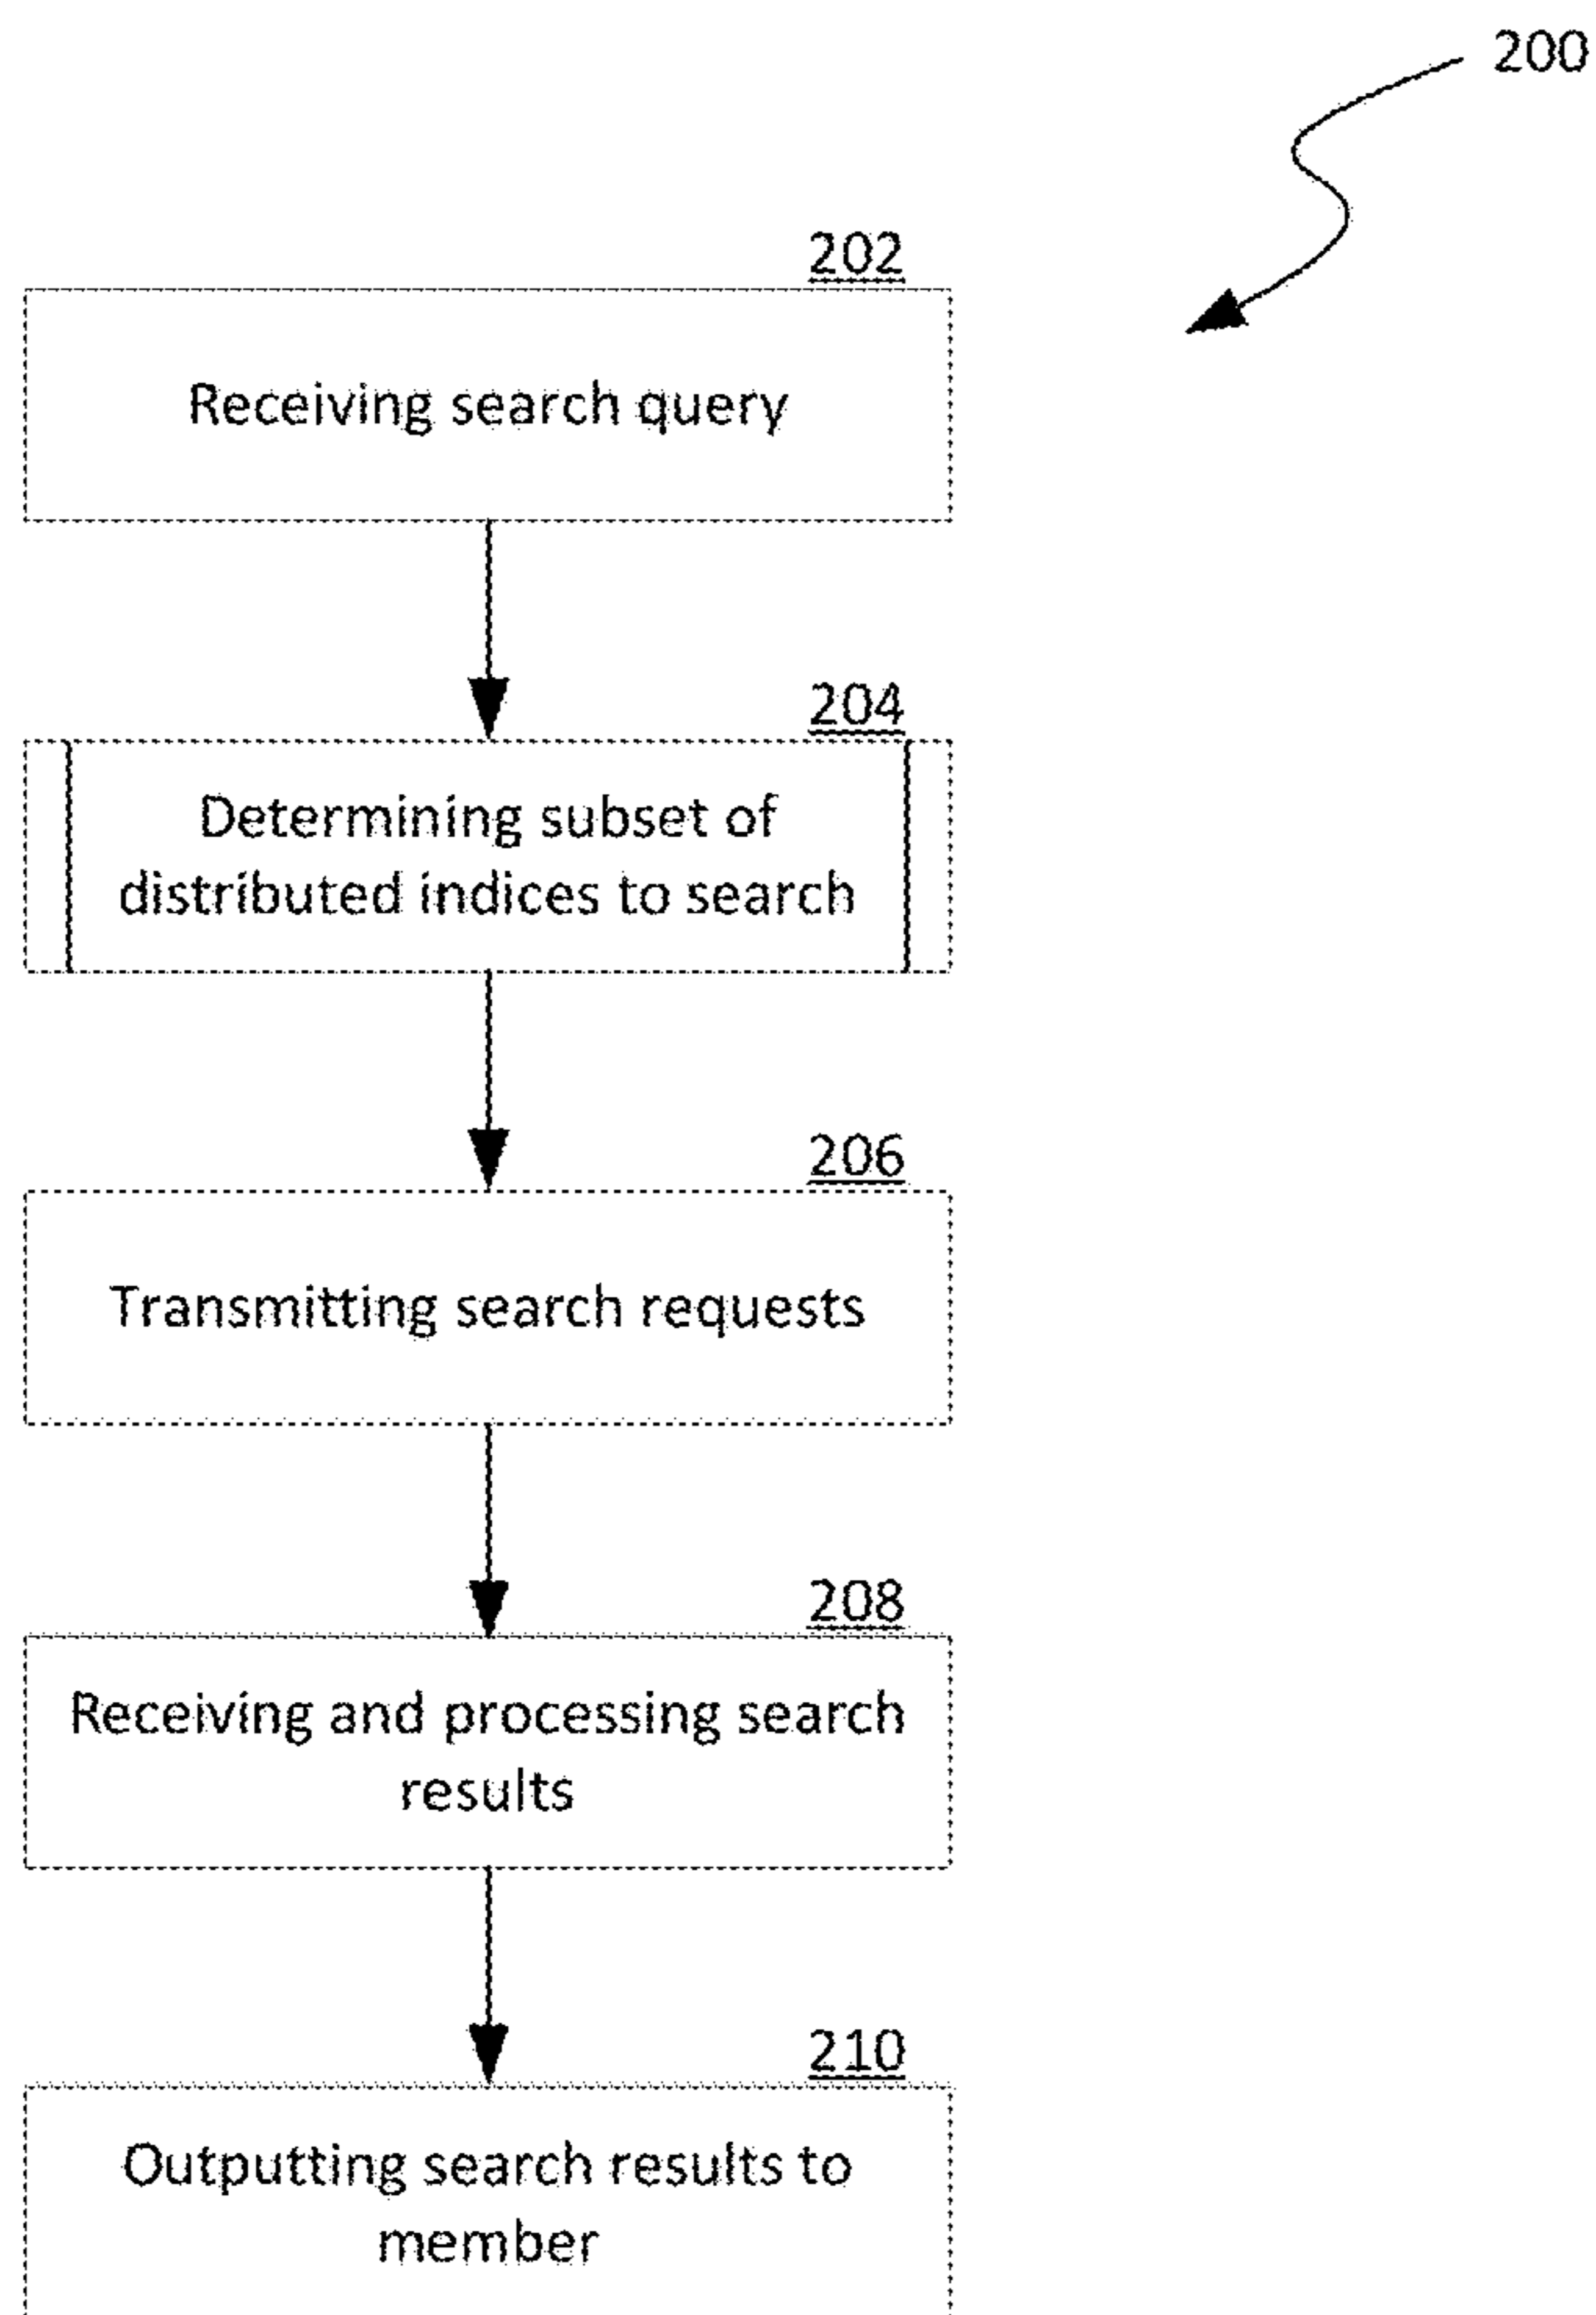 200
202
Receiving search query
204
Determining subset of
distributed indices to search
206
Transmitting search requests
208
Receiving and processing search
results
210
Outputting search results to
member